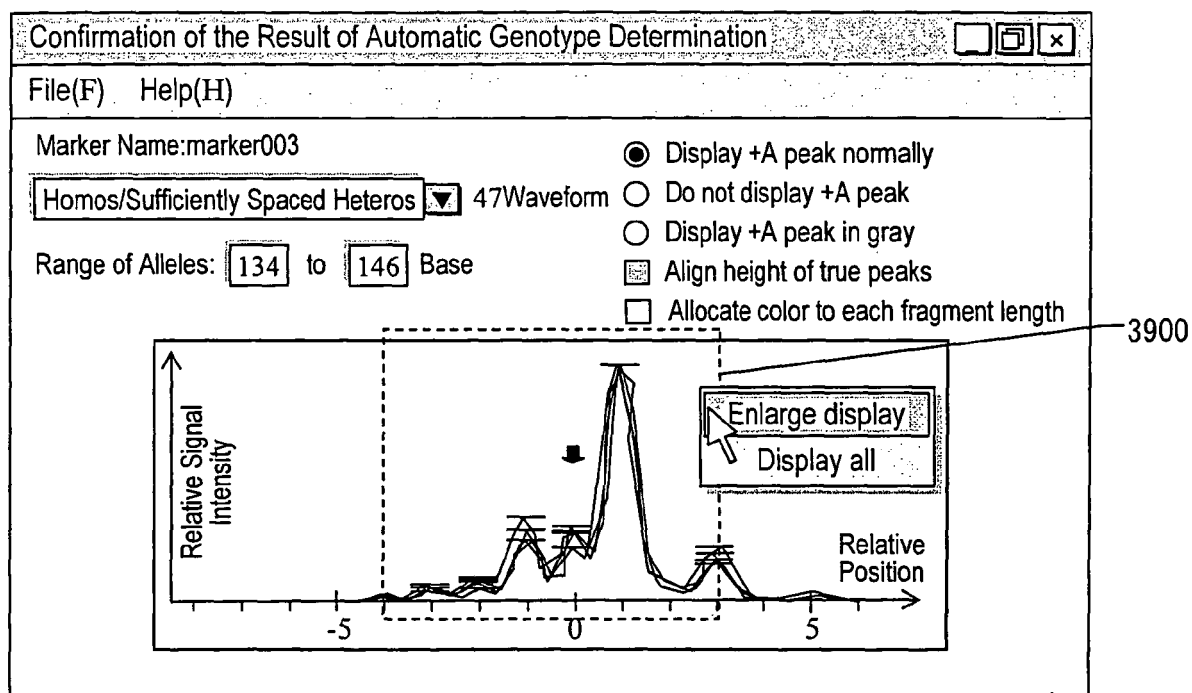 Confirmation of the Result of Automatic Genotype Determination
File(F) Help(H)
Marker Name:marker003
Homos/Sufficiently Spaced Heteros 47Waveform
Range of Alleles: 134 to 146 Base
Display +A peak normally
Do not display +A peak
Display +A peak in gray
Align height of true peaks
Allocate color to each fragment length
3900
Relative Signal
Intensity
Enlarge display
Display all
Relative
Position
-5 0 5